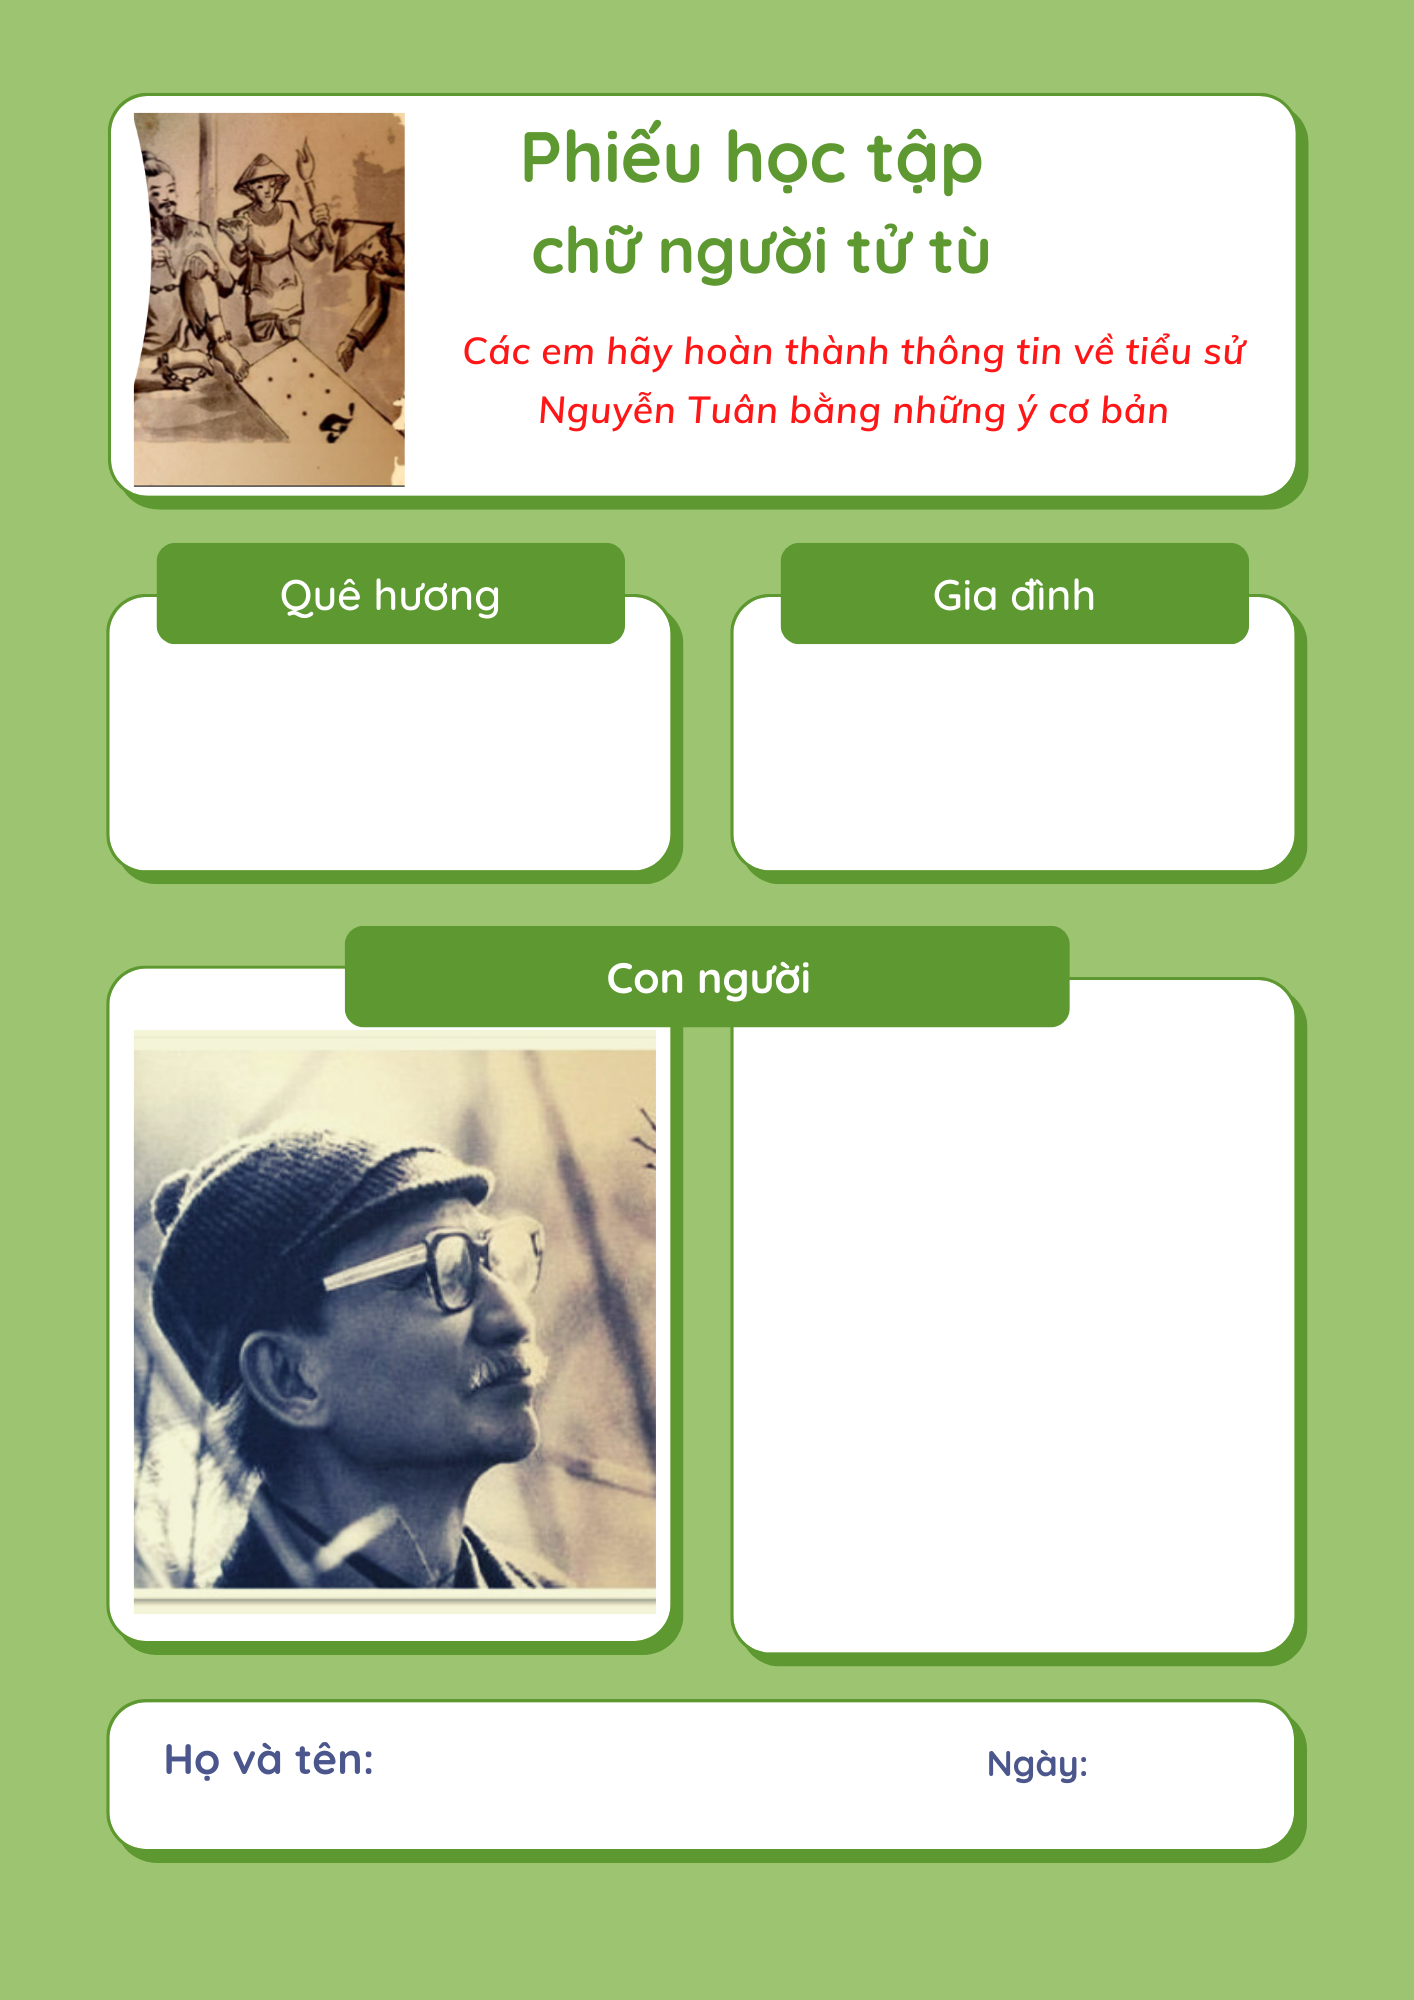 Phiếu học tập
chữ người tử tù
Các em hãy hoàn thành thông tin về tiểu sử
Nguyễn Tuân bằng những ý cơ bản
Quê hương
Gia đình
Con người
Họ và tên:
Ngày: